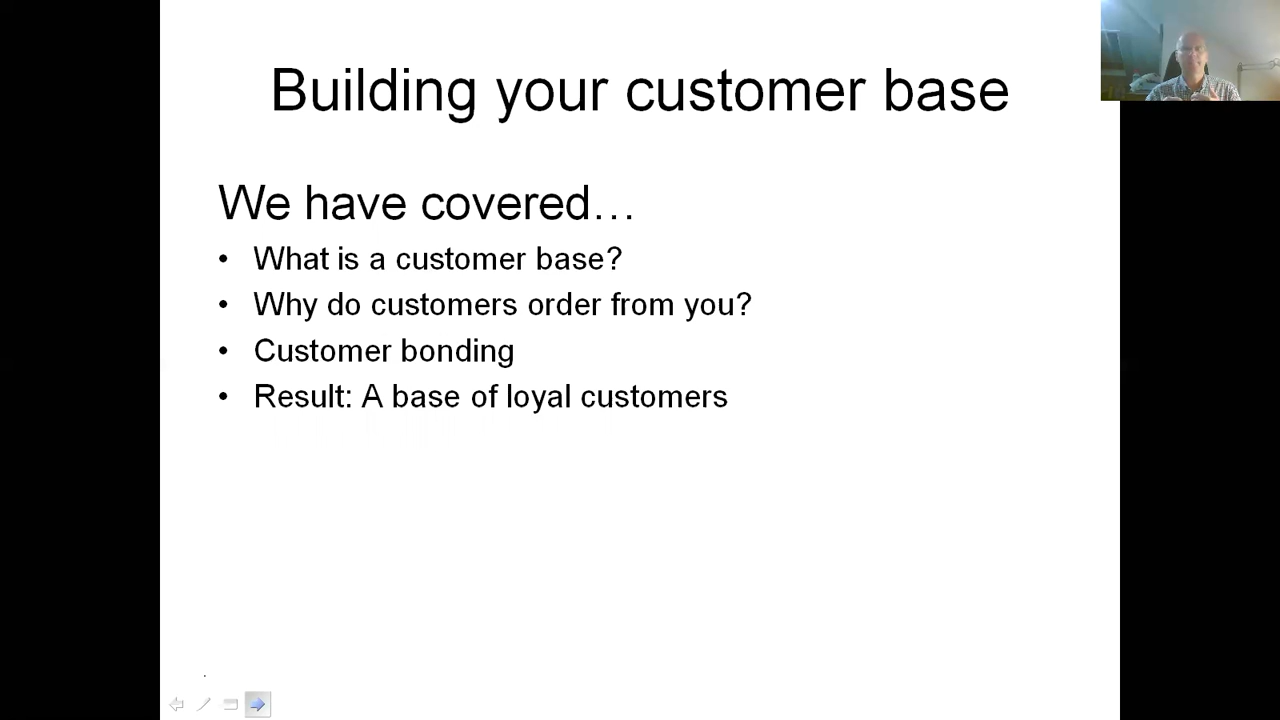 Building your customer base
We have covered…
• What is a customer base?
• Why do customers order from you?
• Customer bonding
• Result: A base of loyal customers